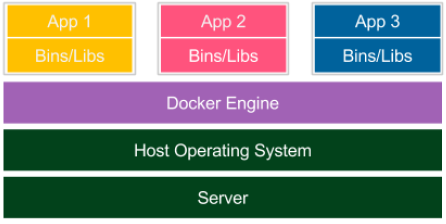 App 1
App 2
App 3
Bins/Libs
Bins/Libs
Bins/Libs
Docker Engine
Host Operating System
Server